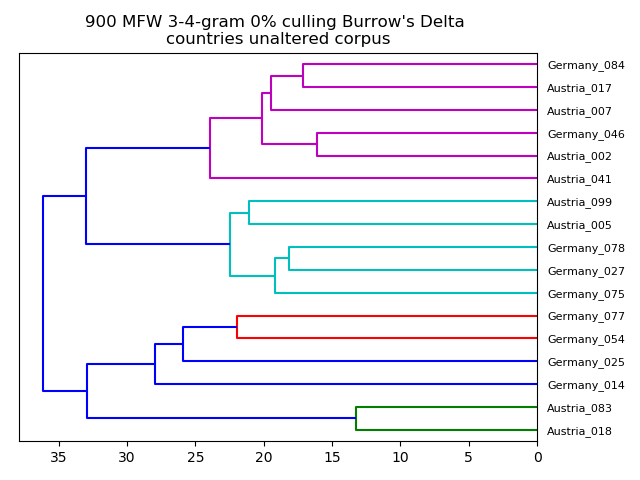 900 MFW 3-4-gram 0% culling Burrow's Delta
countries unaltered corpus
Germany_084
Austria_017
Austria_007
Germany_046
Austria_002
Austria_041
Austria_099
Austria_005
Germany_078
Germany_027
Germany_075
Germany_077
Germany_054
Germany_025
Germany_014
Austria_083
Austria_018
35 30 25 20 15 10 5 0